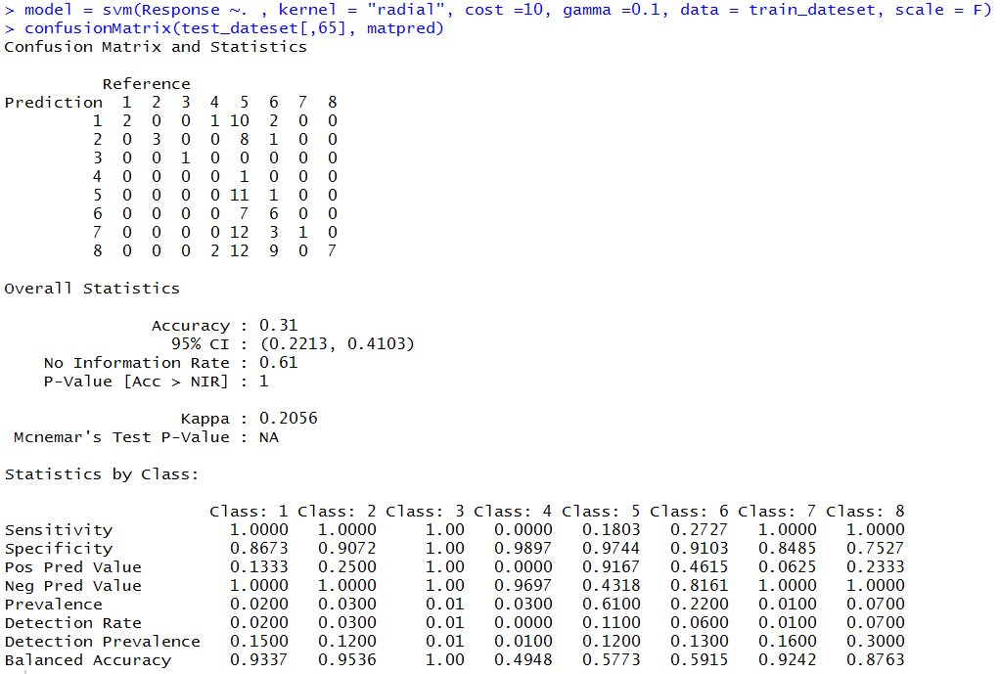 > model = svm(Response ~. , kernel = "radial", cost =10, gamma =0.1, data = train_dateset, scale = F)
> confusionMatrix(test_dateset[,65], matpred)
Confusion Matrix and Statistics
Reference
Prediction 1 2 3 4 5 6 7 8
1 2 0 0 1 10 2 0 0
2 0 3 0 0 8 1 0 0
3 0 0 1 0 0 0 0 0
4 0 0 0 0 1 0 0 0
5 0 0 0 0 11 1 0 0
6 0 0 0 0 7 6 0 0
7 0 0 0 0 12 3 1 0
8 0 0 0 2 12 9 0 7
Overall Statistics
Accuracy : 0.31
95% CI : (0.2213, 0.4103)
No Information Rate : 0.61
P-Value [Acc > NIR] : 1
Kappa : 0.2056
Mcnemar's Test P-Value : NA
Statistics by Class:
Class: 1 Class: 2 Class: 3 Class: 4 Class: 5 Class: 6 Class: 7 Class: 8
Sensitivity 1.0000 1.0000 1.00 0.0000 0.1803 0.2727 1.0000 1.0000
Specificity 0.8673 0.9072 1.00 0.9897 0.9744 0.9103 0.8485 0.7527
Pos Pred Value 0.1333 0.2500 1.00 0.0000 0.9167 0.4615 0.0625 0.2333
Neg Pred Value 1.0000 1.0000 1.00 0.9697 0.4318 0.8161 1.0000 1.0000
Prevalence 0.0200 0.0300 0.01 0.0300 0.6100 0.2200 0.0100 0.0700
Detection Rate 0.0200 0.0300 0.01 0.0000 0.1100 0.0600 0.0100 0.0700
Detection Prevalence 0.1500 0.1200 0.01 0.0100 0.1200 0.1300 0.1600 0.3000
Balanced Accuracy 0.9337 0.9536 1.00 0.4948 0.5773 0.5915 0.9242 0.8763